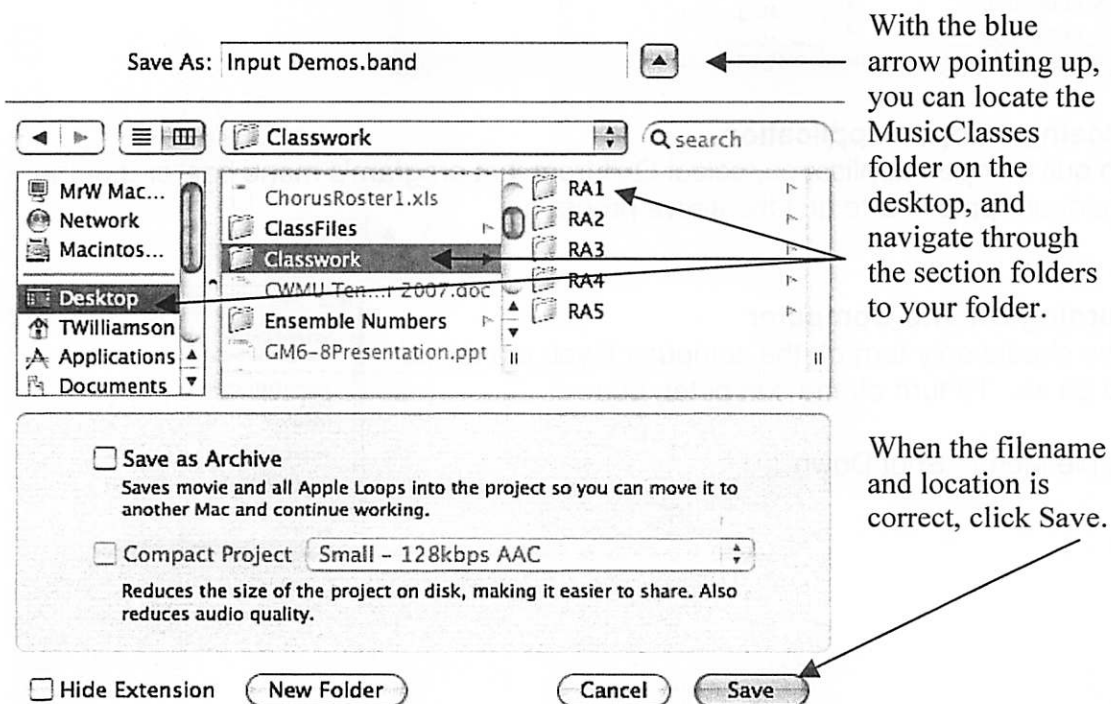 Save As: Input Demos.band
With the blue
arrow pointing up,
you can locate the
MusicClasses
folder on the
desktop, and
navigate through
the section folders
to your folder.
Classwork
search
MrW Mac...
Network
Macintos...
Desktop
TWilliamson
Applications
Documents
ChorusRoster1.xls
ClassFiles
Classwork
CWMU Ten...r 2007.doc
Ensemble Numbers
GM6-8Presentation.ppt
RA1
RA2
RA3
RA4
RA5
Save as Archive
Saves movie and all Apple Loops into the project so you can move it to
another Mac and continue working.
Compact Project Small - 128kbps AAC
Reduces the size of the project on disk, making it easier to share. Also
reduces audio quality.
When the filename
and location is
correct, click Save.
Hide Extension New Folder Cancel Save